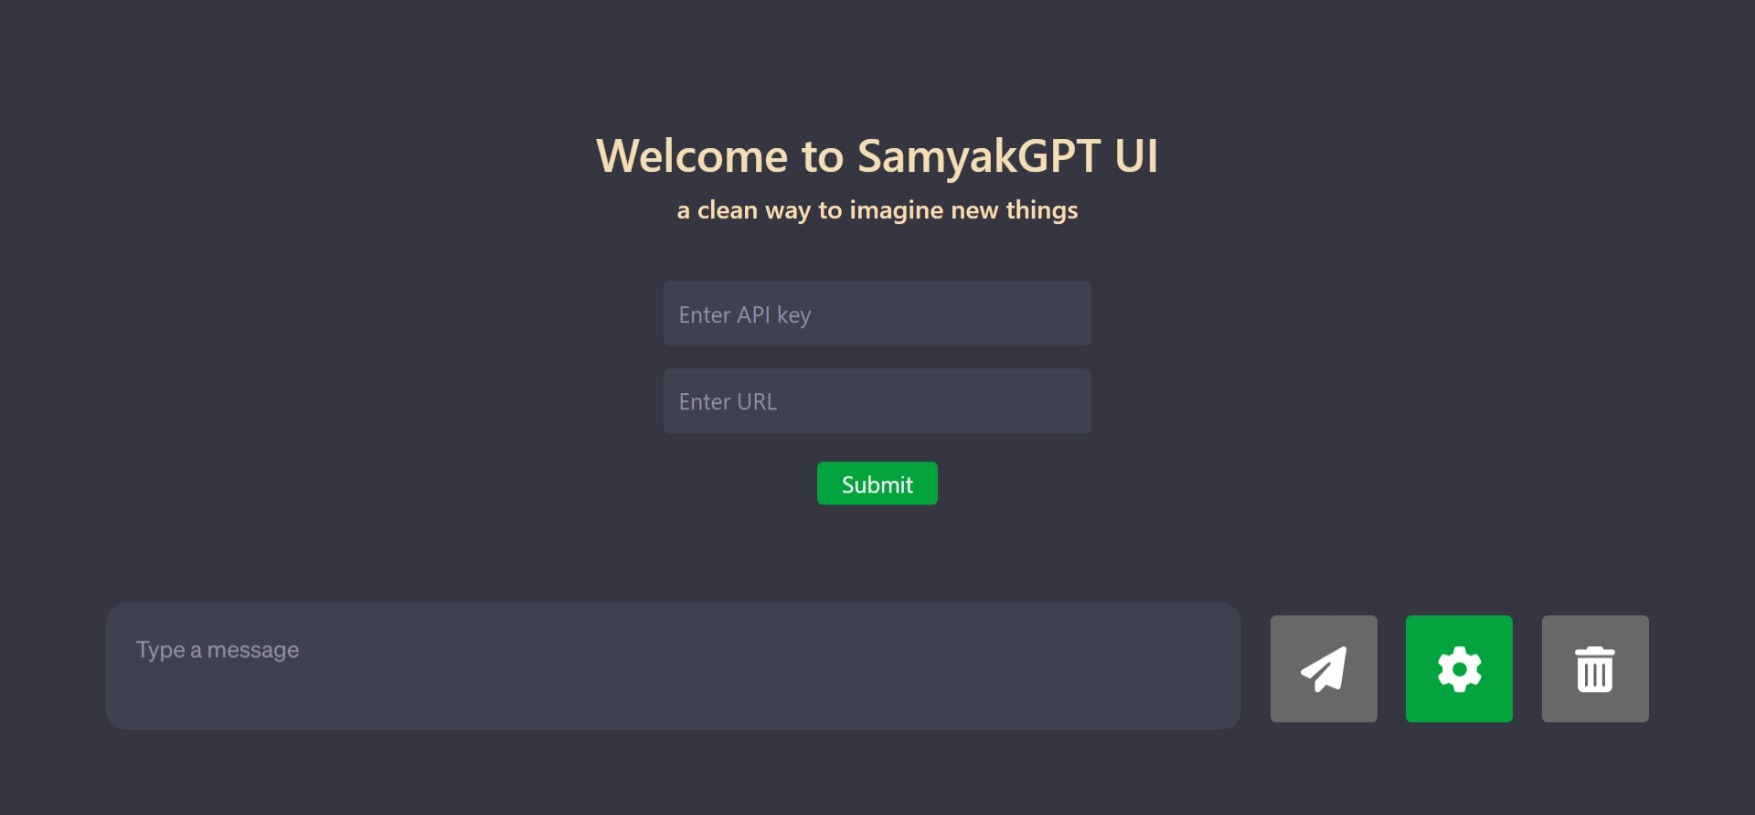 Welcome to SamyakGPT UI
a clean way to imagine new things
Enter API key
Enter URL
Submit
Type a message